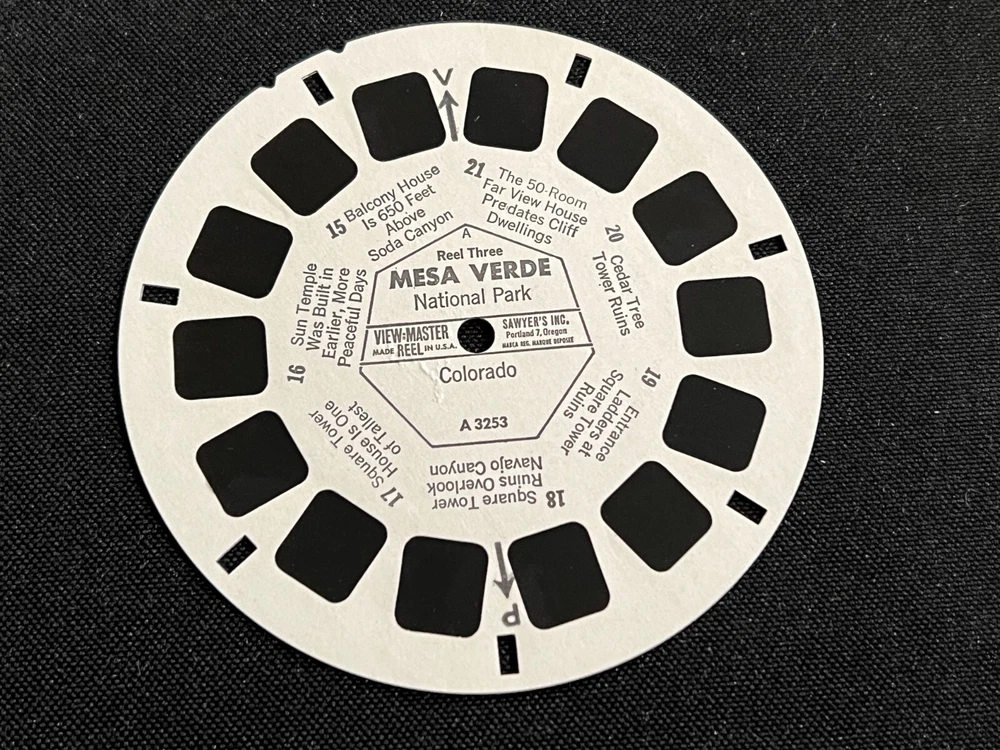 V
A
Reel Three
MESA VERDE
National Park
VIEW-MASTER
MADE REEL IN U.S.A.
SAWYER'S INC.
Portland 7, Oregon
MARCA REG. MARQUE DEPOSEE
Colorado
A 3253
15 Balcony House
Is 650 Feet
Above
Soda Canyon
16 Sun Temple
Was Built in
Earlier, More
Peaceful Days
17 Square Tower
House Is One
of Tallest
18 Square Tower
Ruins Overlook
Navajo Canyon
19 Entrance
Ladders at
Square Tower
Ruins
20 Cedar Tree
Tower Ruins
21 The 50-Room
Far View House
Predates Cliff
Dwellings
P